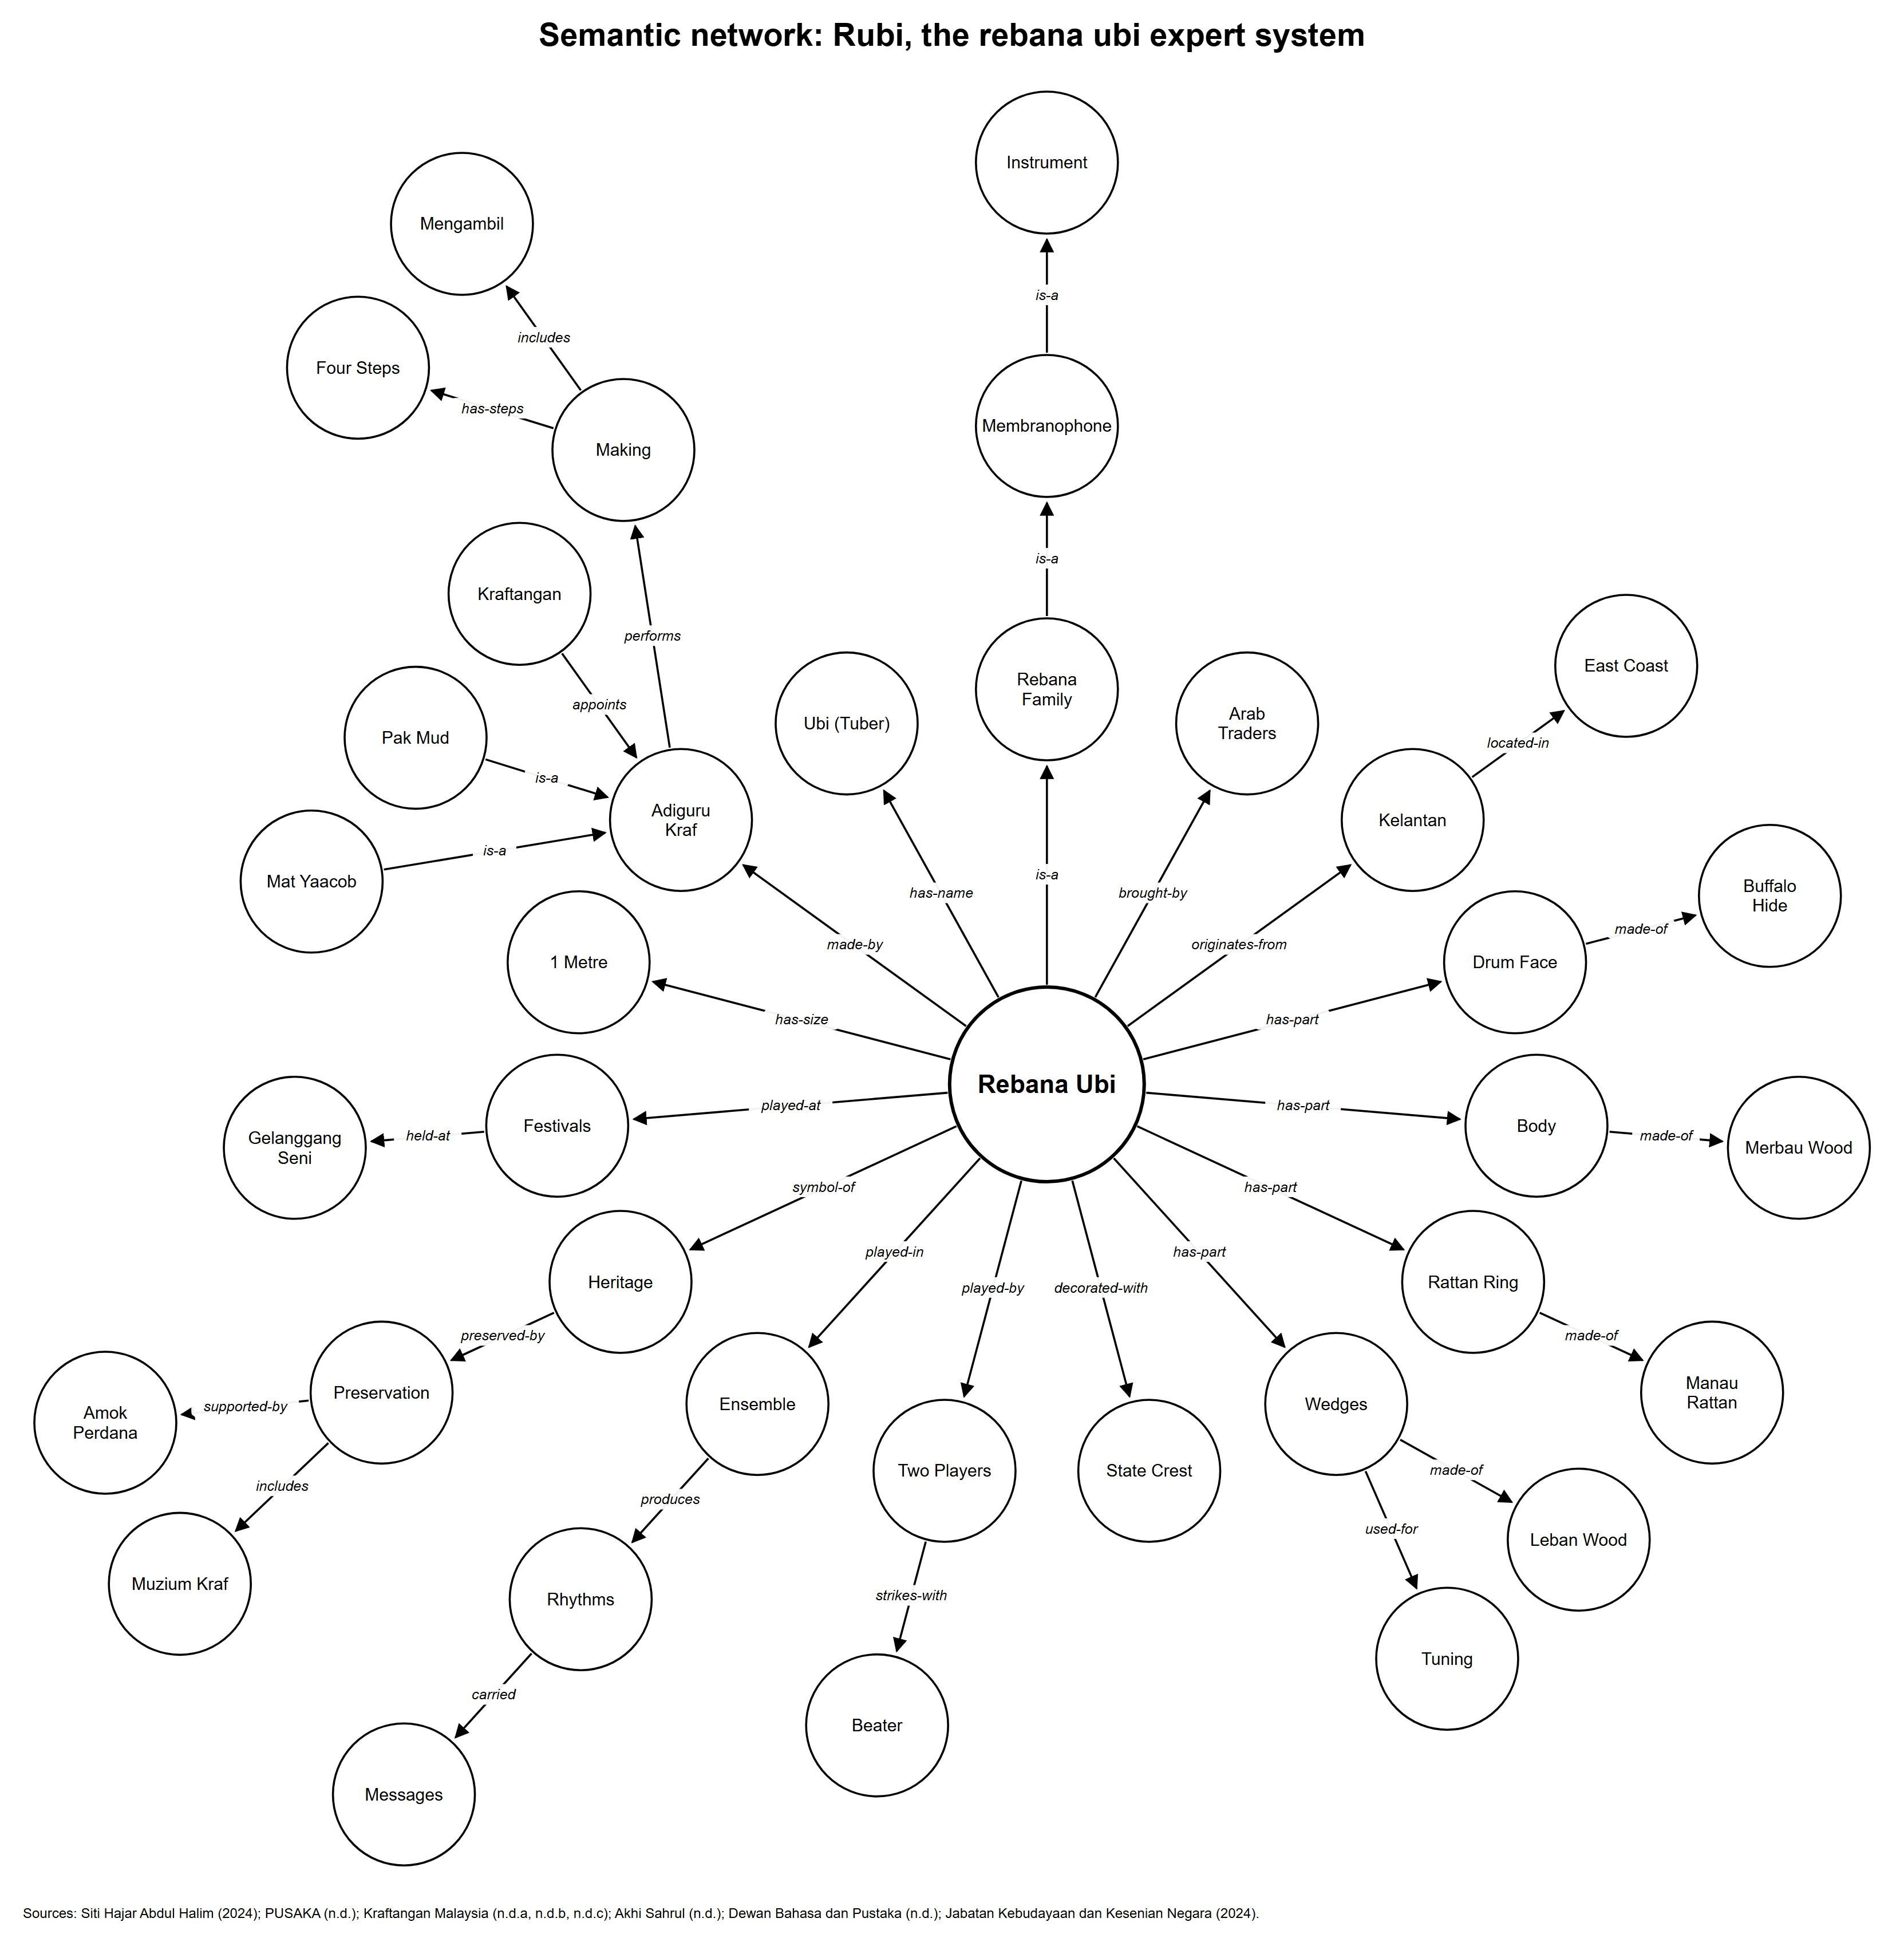 Semantic network: Rubi, the rebana ubi expert system
Instrument
Mengambil
is-a
includes
Four Steps
has-steps
Membranophone
Making
is-a
Kraftangan
performs
East Coast
Rebana
Family
appoints
Ubi (Tuber)
Arab
Traders
Pak Mud
located-in
is-a
Adiguru
Kraf
Kelantan
is-a
Mat Yaacob
is-a
has-name
brought-by
Buffalo
Hide
made-by
originates-from
made-of
1 Metre
Drum Face
has-size
has-part
Rebana Ubi
played-at
has-part
Festivals
Body
held-at
made-of
Gelanggang
Seni
Merbau Wood
symbol-of
has-part
played-in
has-part
Heritage
played-by
decorated-with
Rattan Ring
preserved-by
made-of
Preservation
Manau
Rattan
supported-by
Amok
Perdana
Ensemble
Wedges
made-of
Two Players
State Crest
includes
produces
used-for
Leban Wood
Muzium Kraf
Rhythms
strikes-with
Tuning
carried
Beater
Messages
Sources: Siti Hajar Abdul Halim (2024); PUSAKA (n.d.); Kraftangan Malaysia (n.d.a, n.d.b, n.d.c); Akhi Sahrul (n.d.); Dewan Bahasa dan Pustaka (n.d.); Jabatan Kebudayaan dan Kesenian Negara (2024).